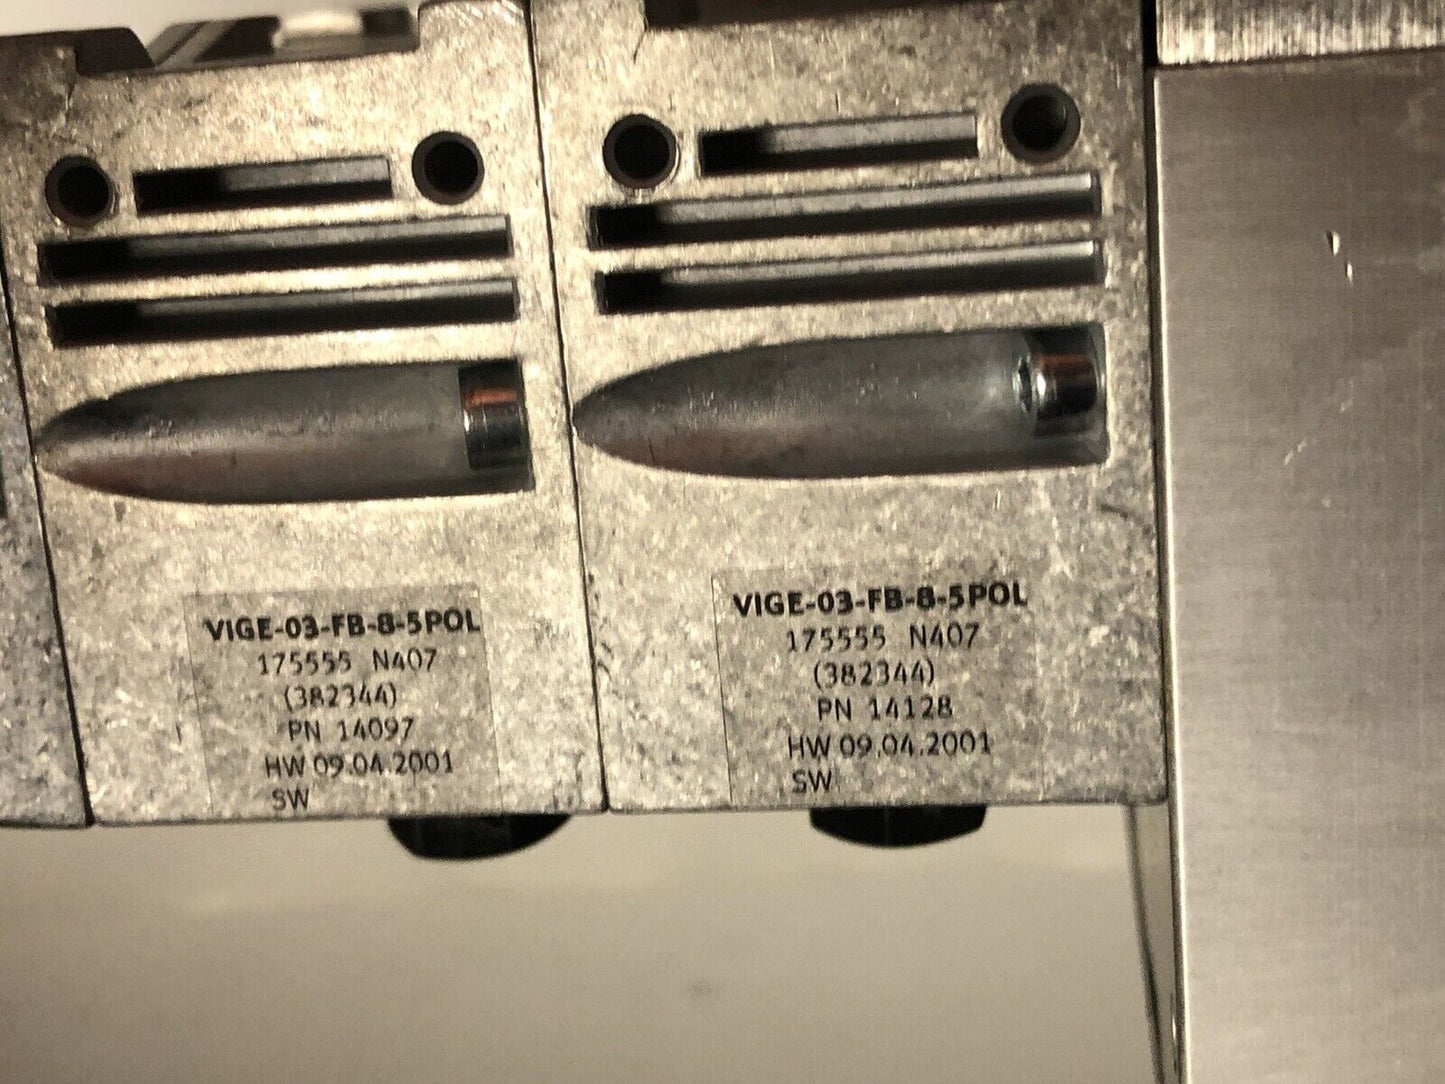 VIGE-03-FB-8-5POL
175555 N407
(382344)
PN 14097
HW 09.04.2001
SW
VIGE-03-FB-8-5POL
175555 N407
(382344)
PN 14128
HW 09.04.2001
SW